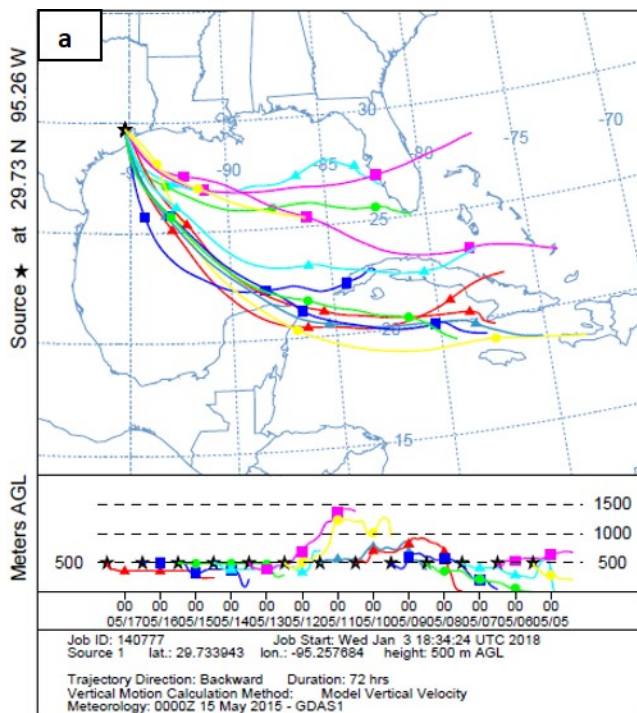 a
Source ★ at 29.73 N 95.26 W
30
-70
-75
-80
-85
-90
25
20
15
Meters AGL
1500
1000
500
500
00 00 00 00 00 00 00 00 00 00 00 00 00
05/17 05/16 05/15 05/14 05/13 05/12 05/11 05/10 05/09 05/08 05/07 05/06 05/05
Job ID: 140777 Job Start: Wed Jan 3 18:34:24 UTC 2018
Source 1 lat.: 29.733943 lon.: -95.257684 height: 500 m AGL
Trajectory Direction: Backward Duration: 72 hrs
Vertical Motion Calculation Method: Model Vertical Velocity
Meteorology: 0000Z 15 May 2015 - GDAS1